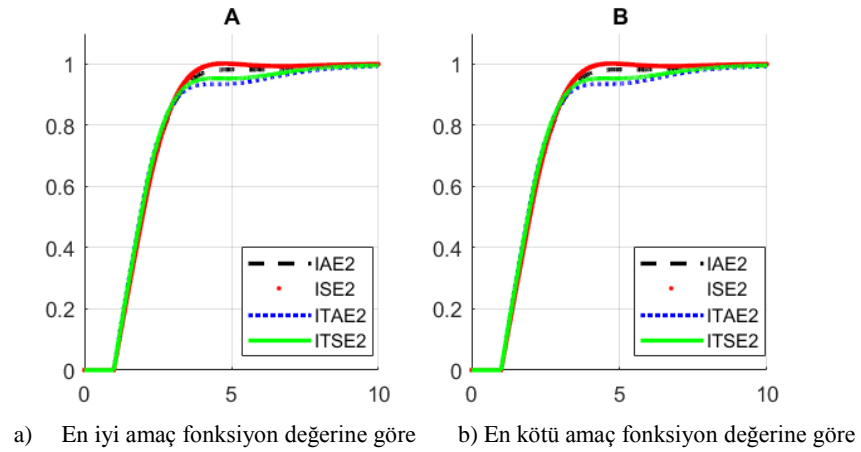 A
1
0.8
0.6
0.4
0.2
0
0
5
10
IAE2
ISE2
ITAE2
ITSE2
B
1
0.8
0.6
0.4
0.2
0
0
5
10
IAE2
ISE2
ITAE2
ITSE2
a) En iyi amaç fonksiyon değerine göre
b) En kötü amaç fonksiyon değerine göre